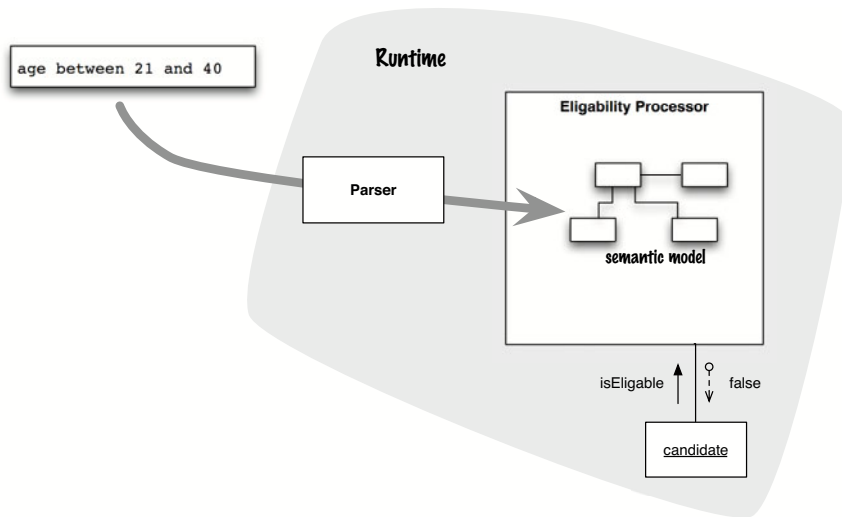 Runtime
age between 21 and 40
Eligability Processor
Parser
semantic model
isEligable
false
candidate